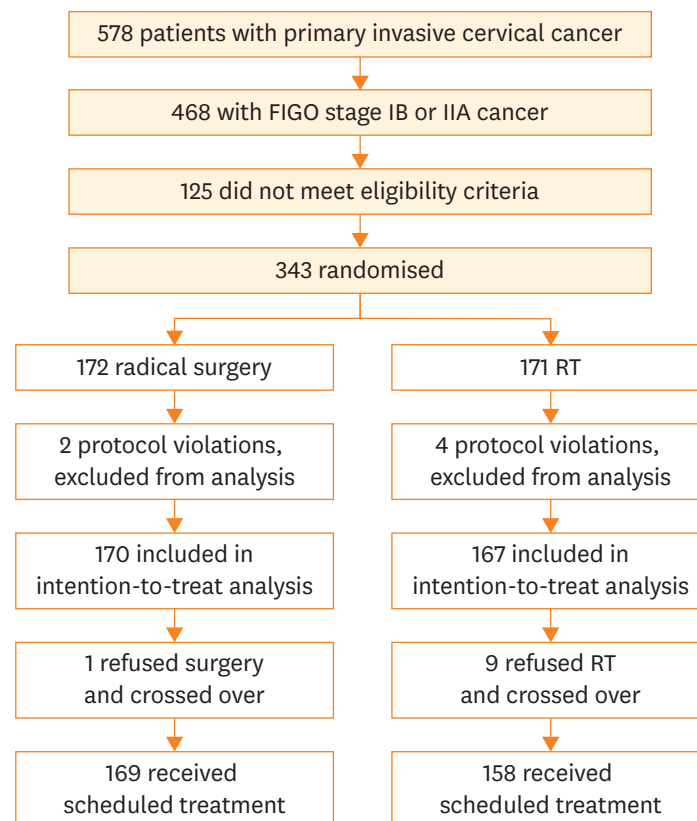 578 patients with primary invasive cervical cancer
468 with FIGO stage IB or IIA cancer
125 did not meet eligibility criteria
343 randomised
172 radical surgery
171 RT
2 protocol violations,
excluded from analysis
4 protocol violations,
excluded from analysis
170 included in
intention-to-treat analysis
167 included in
intention-to-treat analysis
1 refused surgery
and crossed over
9 refused RT
and crossed over
169 received
scheduled treatment
158 received
scheduled treatment